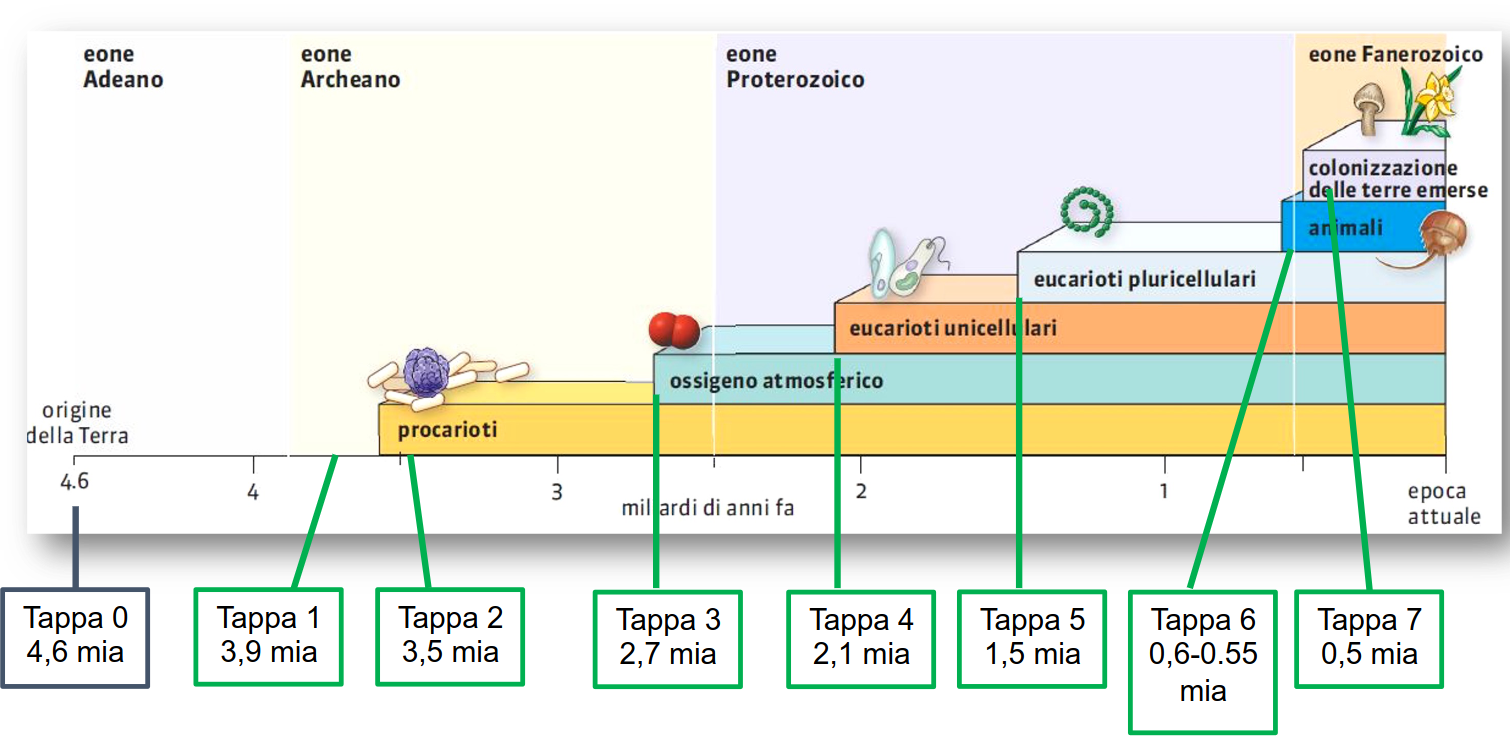 eone
Adeano
eone
Archeano
eone
Proterozoico
eone Fanerozoico
colonizzazione
delle terre emerse
animali
eucarioti pluricellulari
eucarioti unicellulari
ossigeno atmosferico
procarioti
origine
della Terra
4.6
4
3
2
1
miliardi di anni fa
epoca
attuale
Tappa 0
4,6 mia
Tappa 1
3,9 mia
Tappa 2
3,5 mia
Tappa 3
2,7 mia
Tappa 4
2,1 mia
Tappa 5
1,5 mia
Tappa 6
0,6-0.55
mia
Tappa 7
0,5 mia